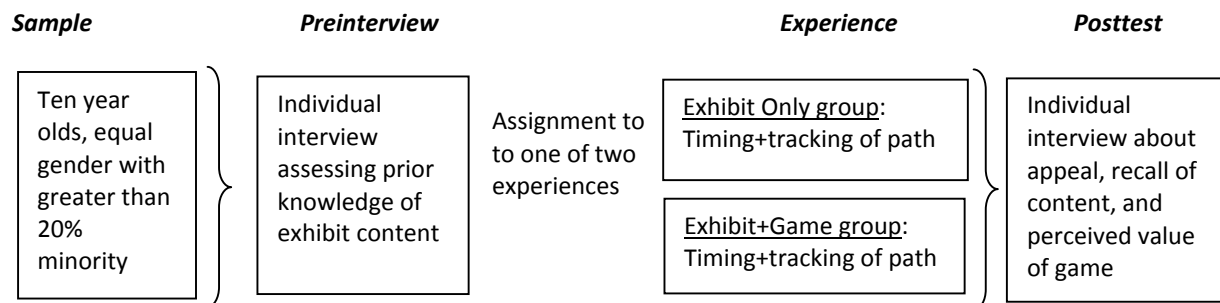 Sample
Preinterview
Experience
Posttest
Ten year
olds, equal
gender with
greater than
20%
minority
Individual
interview
assessing prior
knowledge of
exhibit content
Assignment to
to one of two
experiences
Exhibit Only group:
Timing+tracking of path
Exhibit+Game group:
Timing+tracking of path
Individual
interview about
appeal, recall of
content, and
perceived value
of game